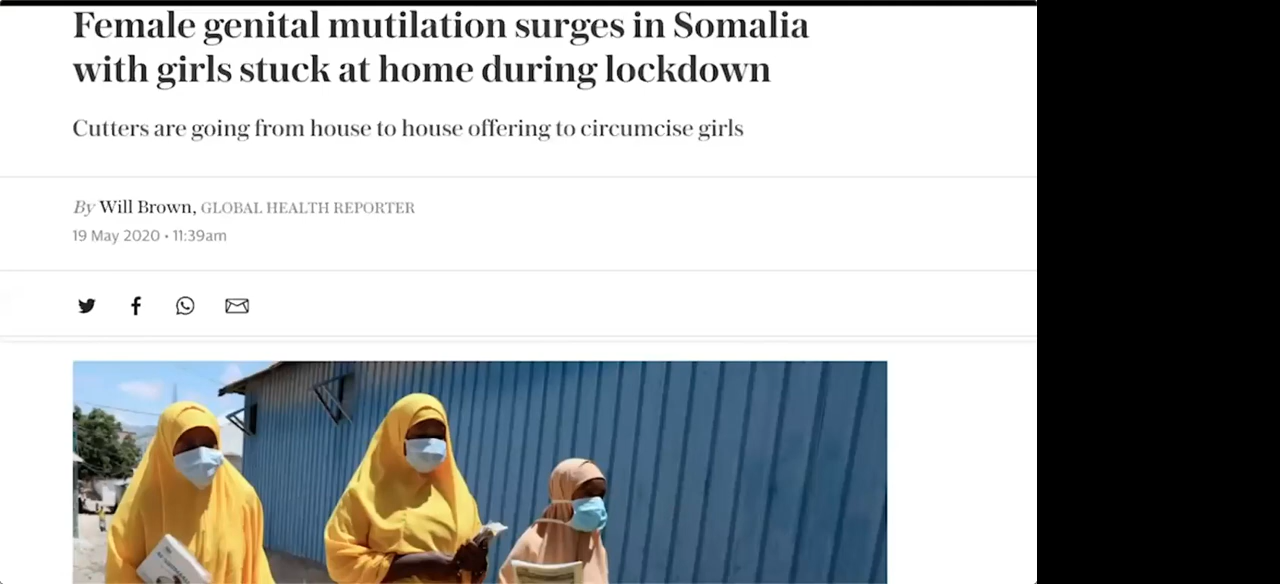 Female genital mutilation surges in Somalia
with girls stuck at home during lockdown
Cutters are going from house to house offering to circumcise girls
By Will Brown, GLOBAL HEALTH REPORTER
19 May 2020 • 11:39am